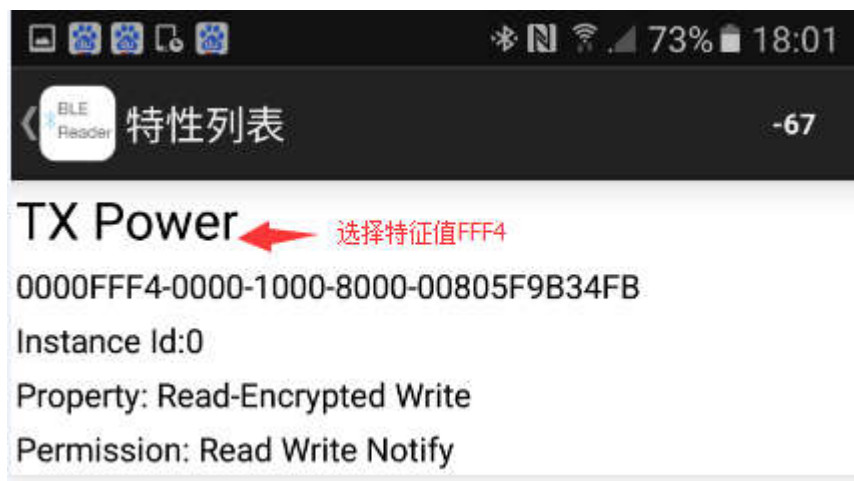 73% 18:01
BLE
Reader
特性列表
-67
TX Power
选择特征值FFF4
0000FFF4-0000-1000-8000-00805F9B34FB
Instance Id:0
Property: Read-Encrypted Write
Permission: Read Write Notify